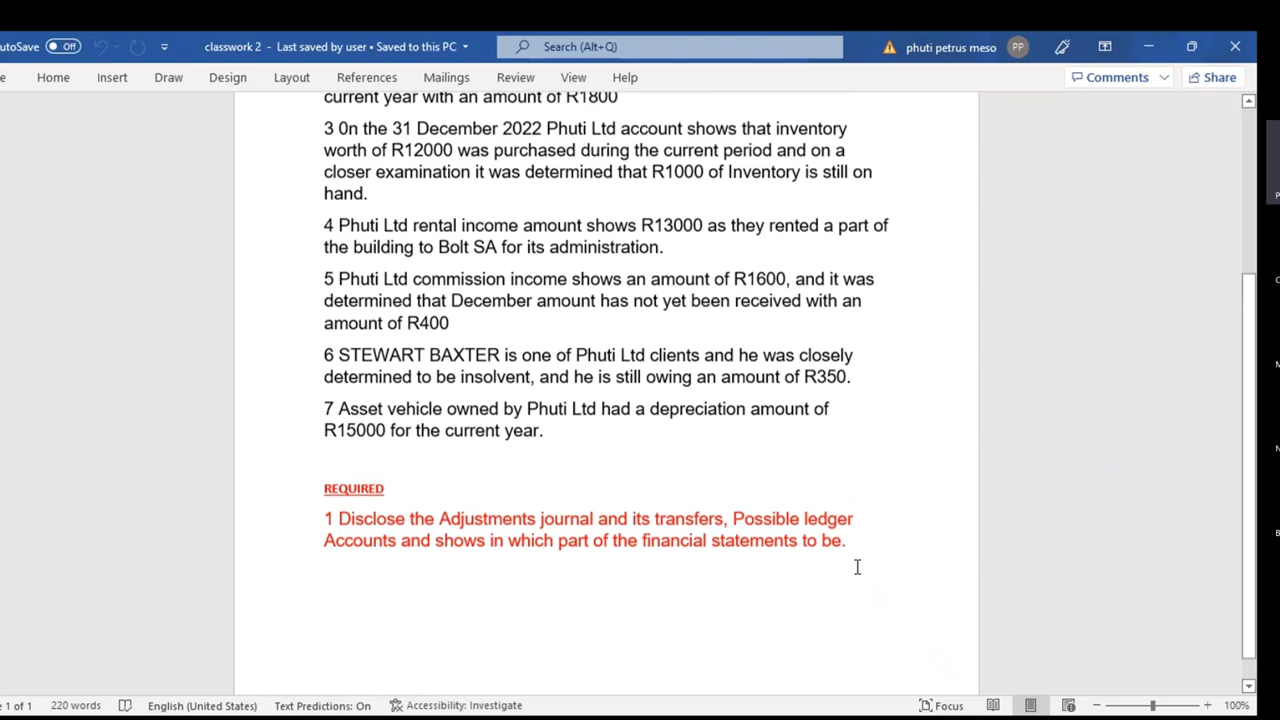 utoSave Off classwork 2 - Last saved by user • Saved to this PC Search (Alt+Q) phuti petrus meso PP
e Home Insert Draw Design Layout References Mailings Review View Help Comments Share
current year with an amount of R1800
3 0n the 31 December 2022 Phuti Ltd account shows that inventory
worth of R12000 was purchased during the current period and on a
closer examination it was determined that R1000 of Inventory is still on
hand.
4 Phuti Ltd rental income amount shows R13000 as they rented a part of
the building to Bolt SA for its administration.
5 Phuti Ltd commission income shows an amount of R1600, and it was
determined that December amount has not yet been received with an
amount of R400
6 STEWART BAXTER is one of Phuti Ltd clients and he was closely
determined to be insolvent, and he is still owing an amount of R350.
7 Asset vehicle owned by Phuti Ltd had a depreciation amount of
R15000 for the current year.
REQUIRED
1 Disclose the Adjustments journal and its transfers, Possible ledger
Accounts and shows in which part of the financial statements to be.
e 1 of 1 220 words English (United States) Text Predictions: On Accessibility: Investigate Focus 100%